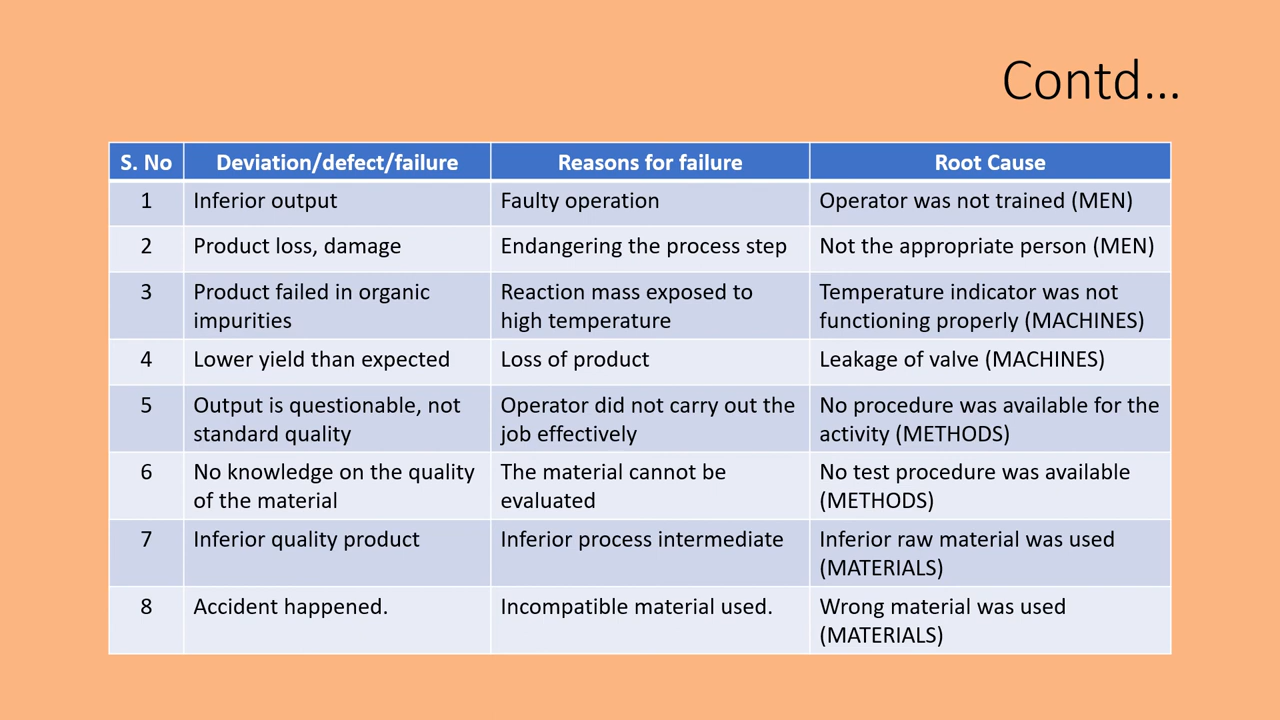 Contd...
S. No Deviation/defect/failure Reasons for failure Root Cause
1 Inferior output Faulty operation Operator was not trained (MEN)
2 Product loss, damage Endangering the process step Not the appropriate person (MEN)
3 Product failed in organic Reaction mass exposed to Temperature indicator was not
impurities high temperature functioning properly (MACHINES)
4 Lower yield than expected Loss of product Leakage of valve (MACHINES)
5 Output is questionable, not Operator did not carry out the No procedure was available for the
standard quality job effectively activity (METHODS)
6 No knowledge on the quality The material cannot be No test procedure was available
of the material evaluated (METHODS)
7 Inferior quality product Inferior process intermediate Inferior raw material was used
(MATERIALS)
8 Accident happened. Incompatible material used. Wrong material was used
(MATERIALS)